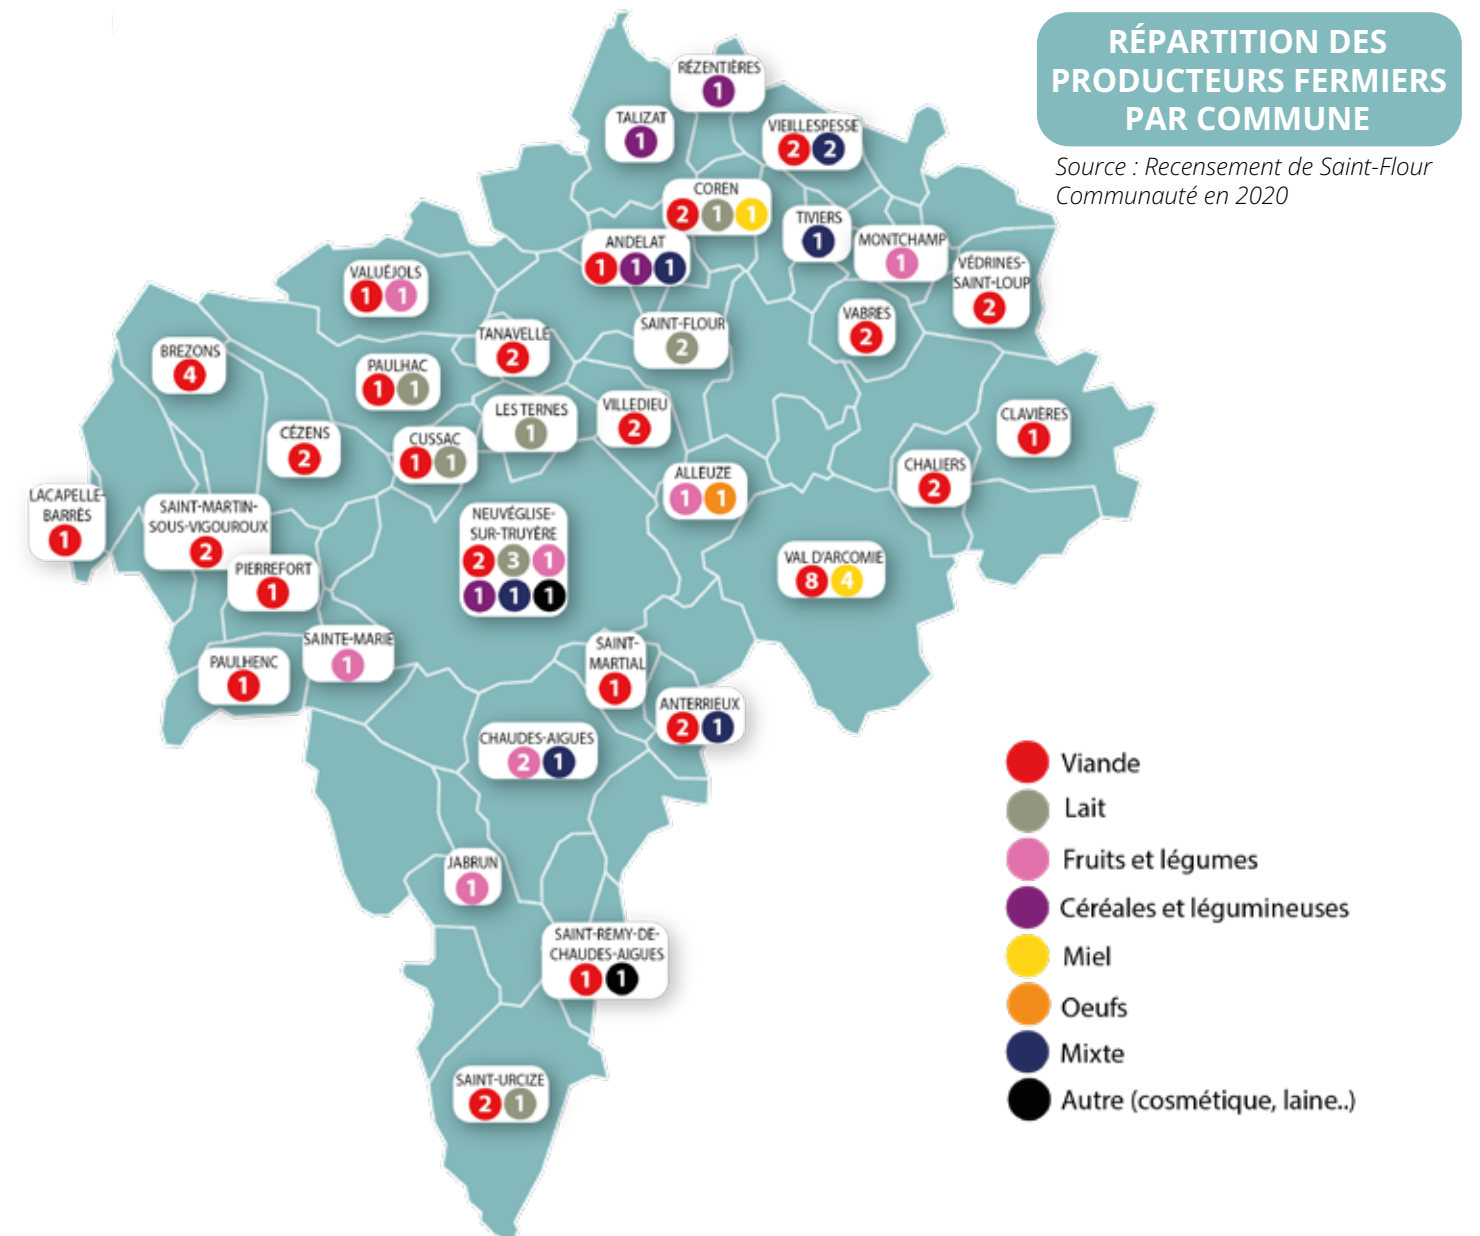 RÉPARTITION DES
PRODUCTEURS FERMIERS
PAR COMMUNE
Source : Recensement de Saint-Flour
Communauté en 2020
RÉZENTIÈRES
1
TALIZAT
1
VIEILLESPESSE
2 2
COREN
2 1 1
TIVIERS
1
ANDELAT
1 1 1
MONTCHAMP
1
VÉDRINES-
SAINT-LOUP
2
VALUÉJOLS
1 1
VABRES
2
SAINT-FLOUR
2
TANAVELLE
2
BREZONS
4
PAULHAC
1 1
LES TERNES
1
VILLEDIEU
2
CLAVIÈRES
1
CÉZENS
2
CUSSAC
1 1
CHALIERS
2
ALLEUZE
1 1
LACAPELLE-
BARRÈS
1
SAINT-MARTIN-
SOUS-VIGOUROUX
2
NEUVÉGLISE-
SUR-TRUYÈRE
2 3 1
1 1 1
VAL D'ARCOMIE
8 4
PIERREFORT
1
SAINTE-MARIE
1
SAINT-
MARTIAL
1
PAULHENC
1
ANTERRIEUX
2 1
CHAUDES-AIGUES
2 1
JABRUN
1
SAINT-REMY-DE-
CHAUDES-AIGUES
1 1
SAINT-URCIZE
2 1
Viande
Lait
Fruits et légumes
Céréales et légumineuses
Miel
Oeufs
Mixte
Autre (cosmétique, laine..)